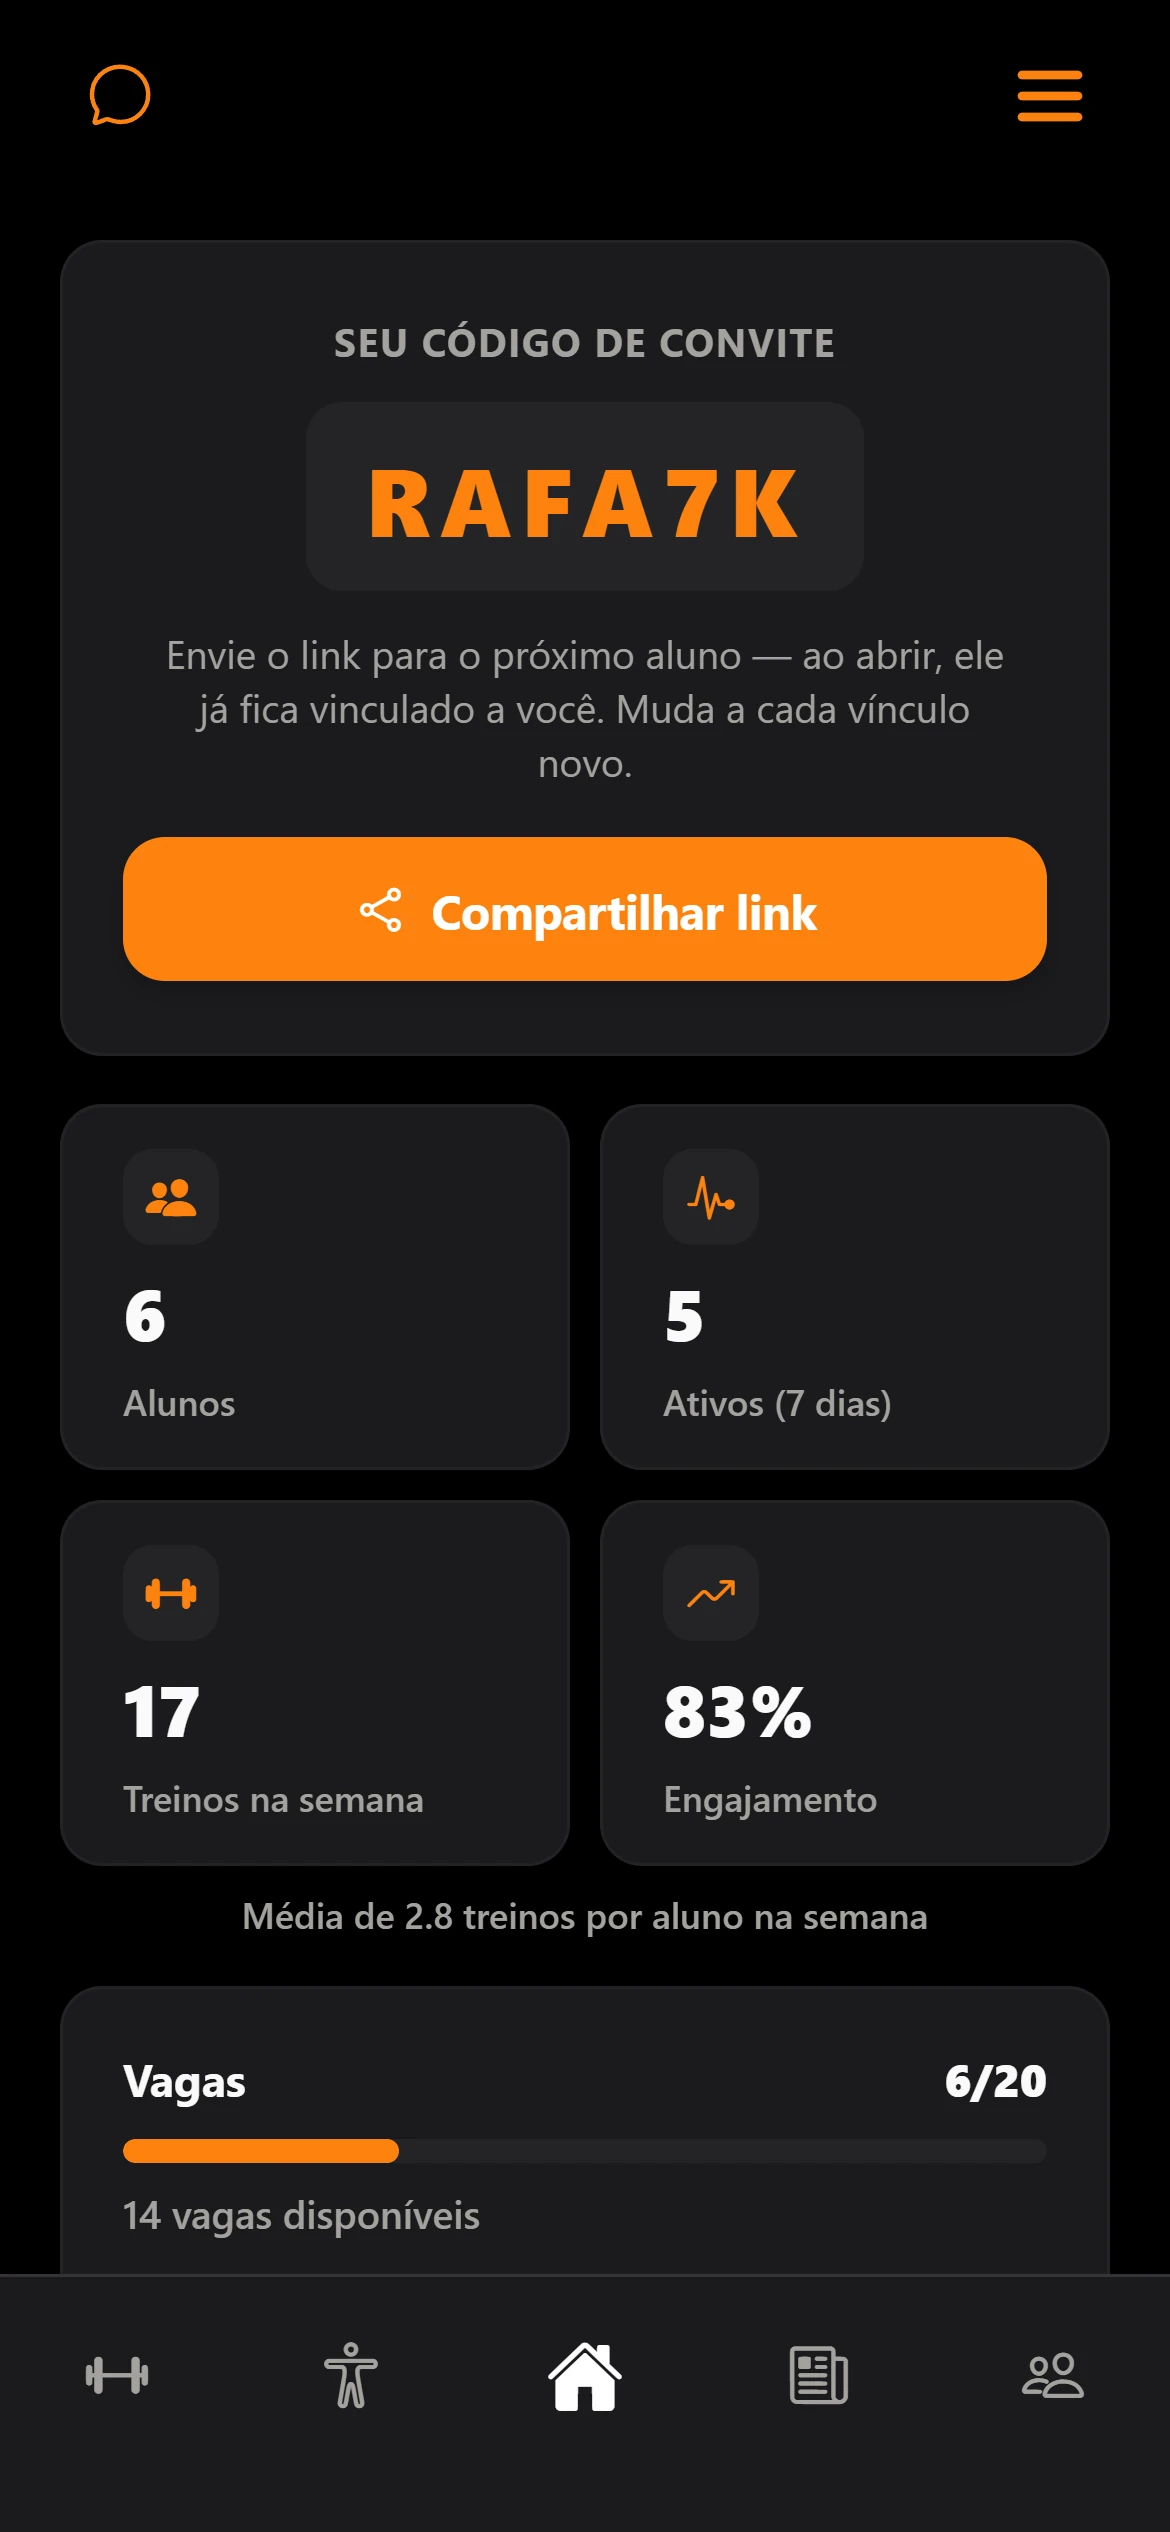 SEU CÓDIGO DE CONVITE
RAFA7K
Envie o link para o próximo aluno — ao abrir, ele
já fica vinculado a você. Muda a cada vínculo
novo.
Compartilhar link
6
Alunos
5
Ativos (7 dias)
17
Treinos na semana
83%
Engajamento
Média de 2.8 treinos por aluno na semana
Vagas
6/20
14 vagas disponíveis